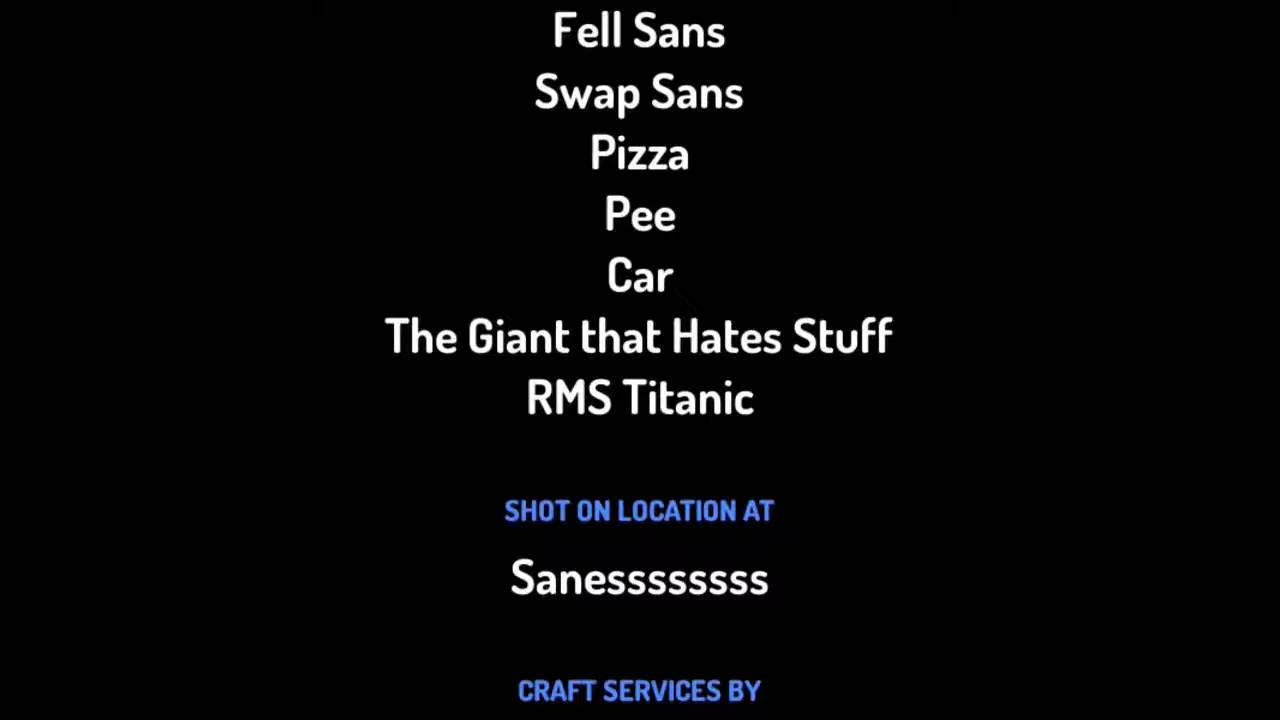 Fell Sans
Swap Sans
Pizza
Pee
Car
The Giant that Hates Stuff
RMS Titanic
SHOT ON LOCATION AT
Sanessssssss
CRAFT SERVICES BY